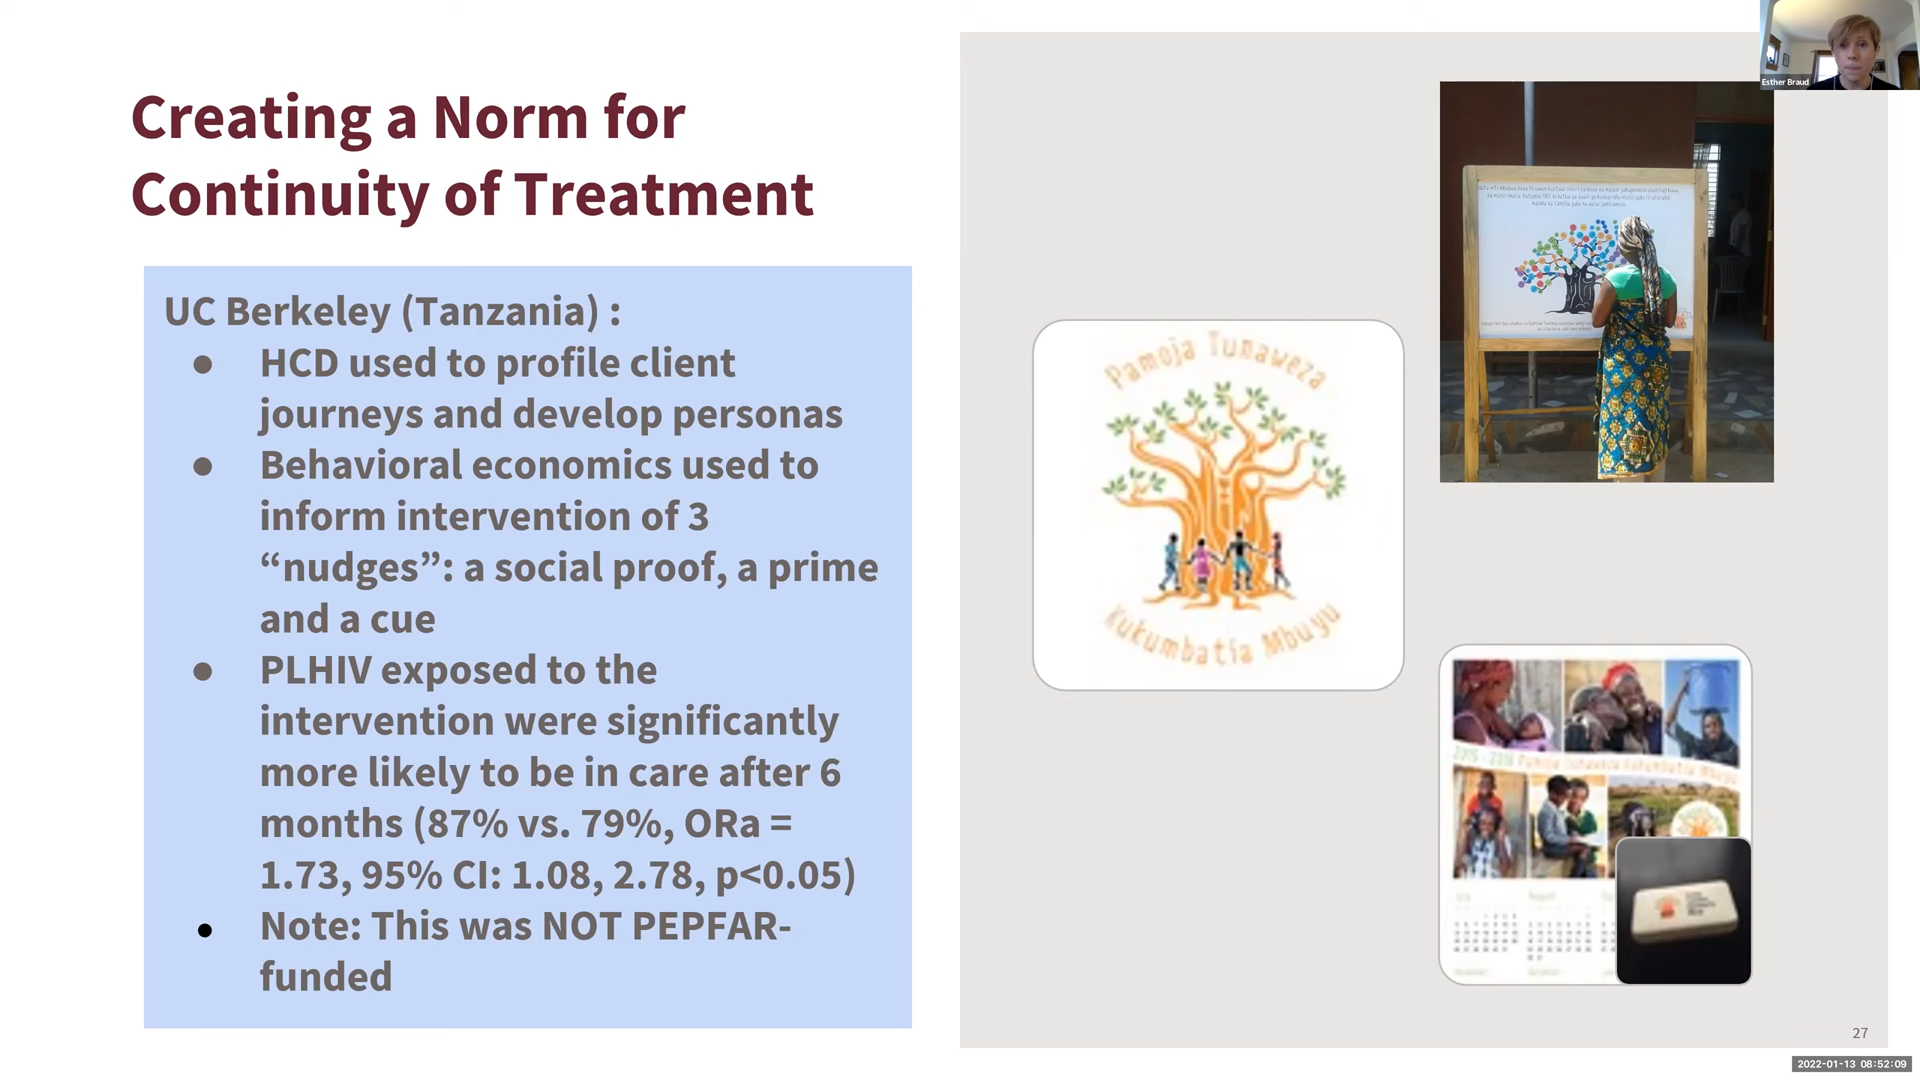 Esther Braud
Creating a Norm for
Continuity of Treatment
UC Berkeley (Tanzania) :
● HCD used to profile client
journeys and develop personas
● Behavioral economics used to
inform intervention of 3
“nudges”: a social proof, a prime
and a cue
● PLHIV exposed to the
intervention were significantly
more likely to be in care after 6
months (87% vs. 79%, ORa =
1.73, 95% CI: 1.08, 2.78, p<0.05)
● Note: This was NOT PEPFAR-
funded
Pamoja Tunaweza
Kukumbatia Mbuyu
Pamoja Tunaweza Kukumbatia Mbuyu
27
2022-01-13 08:52:09